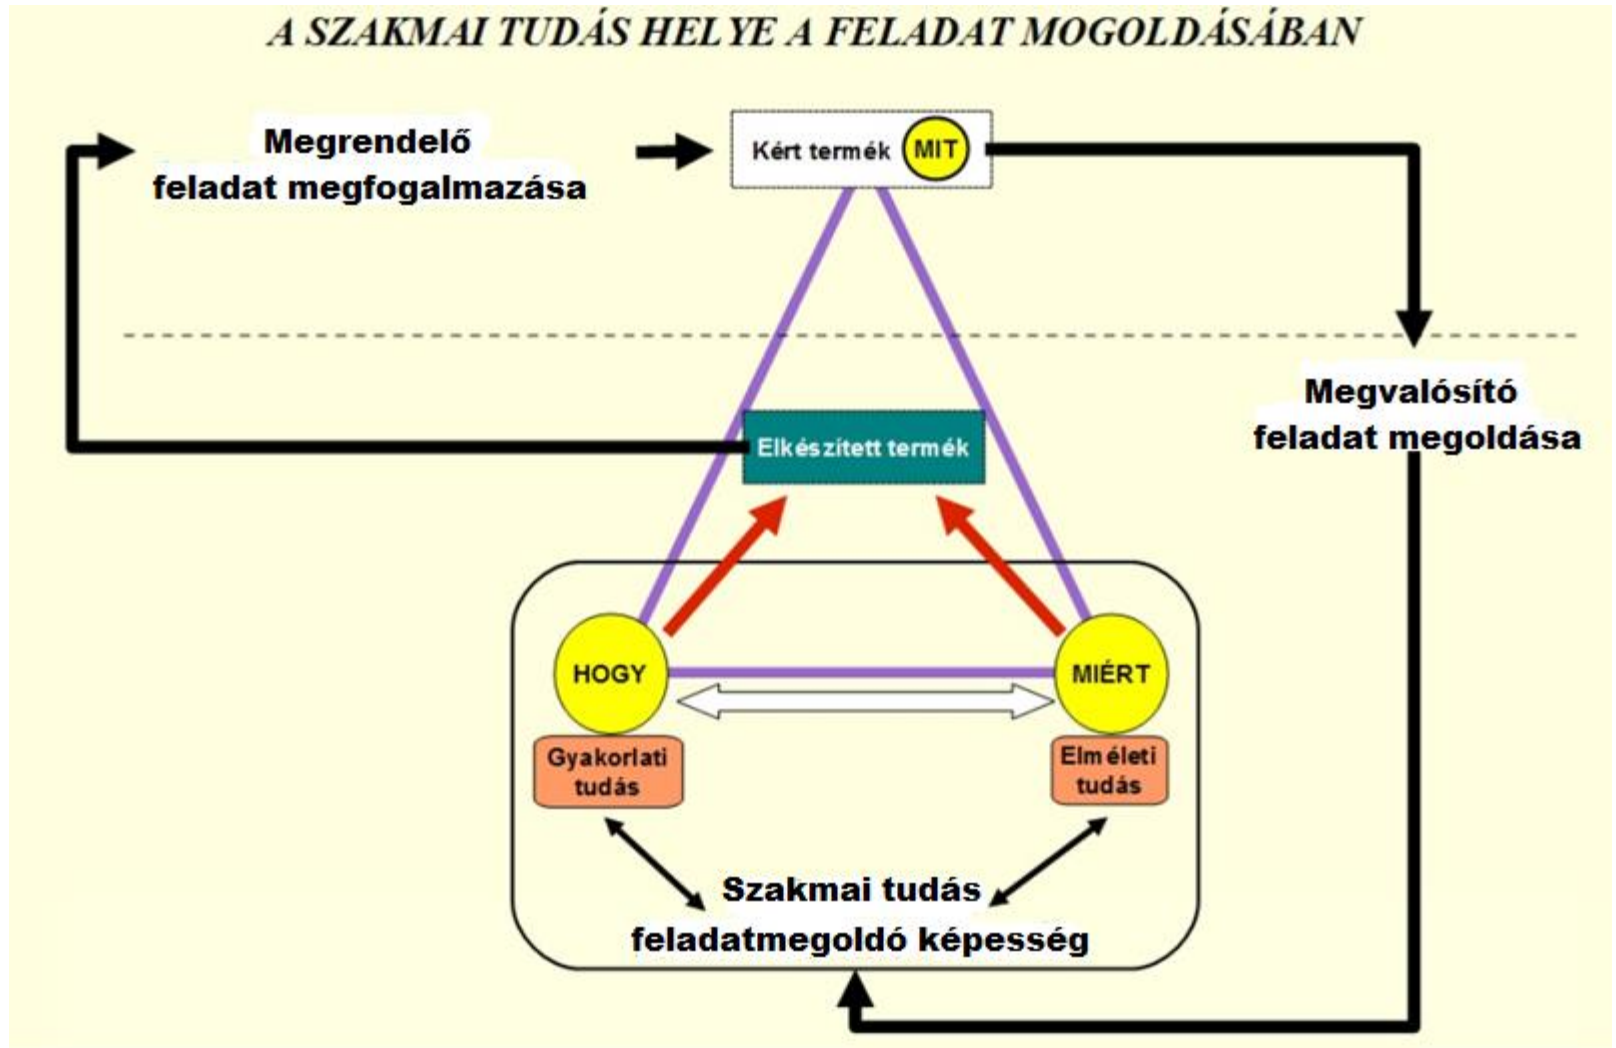 A SZAKMAI TUDÁS HELYE A FELADAT MOGOLDÁSÁBAN
Megrendelő
feladat megfogalmazása
Kért termék MIT
Megvalósító
feladat megoldása
Elkészített termék
HOGY
MIÉRT
Gyakorlati
tudás
Elméleti
tudás
Szakmai tudás
feladatmegoldó képesség